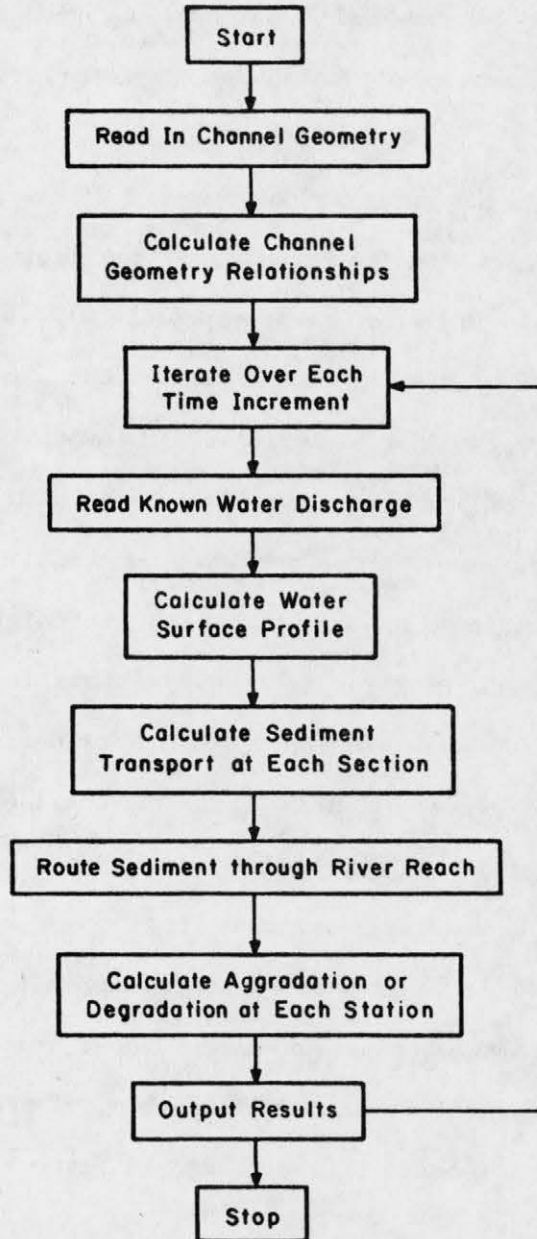 Start
Read In Channel Geometry
Calculate Channel
Geometry Relationships
Iterate Over Each
Time Increment
Read Known Water Discharge
Calculate Water
Surface Profile
Calculate Sediment
Transport at Each Section
Route Sediment through River Reach
Calculate Aggradation or
Degradation at Each Station
Output Results
Stop